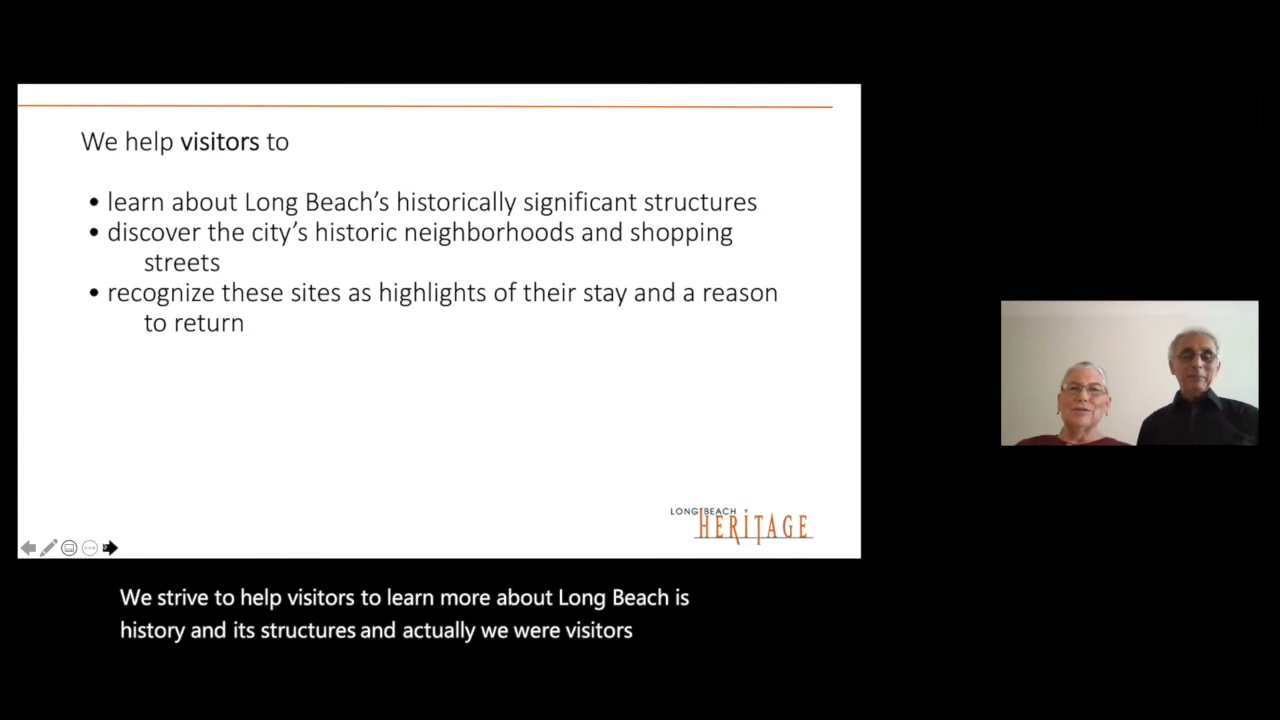 We help visitors to
• learn about Long Beach’s historically significant structures
• discover the city’s historic neighborhoods and shopping
streets
• recognize these sites as highlights of their stay and a reason
to return
LONG BEACH
HERITAGE
We strive to help visitors to learn more about Long Beach is
history and its structures and actually we were visitors